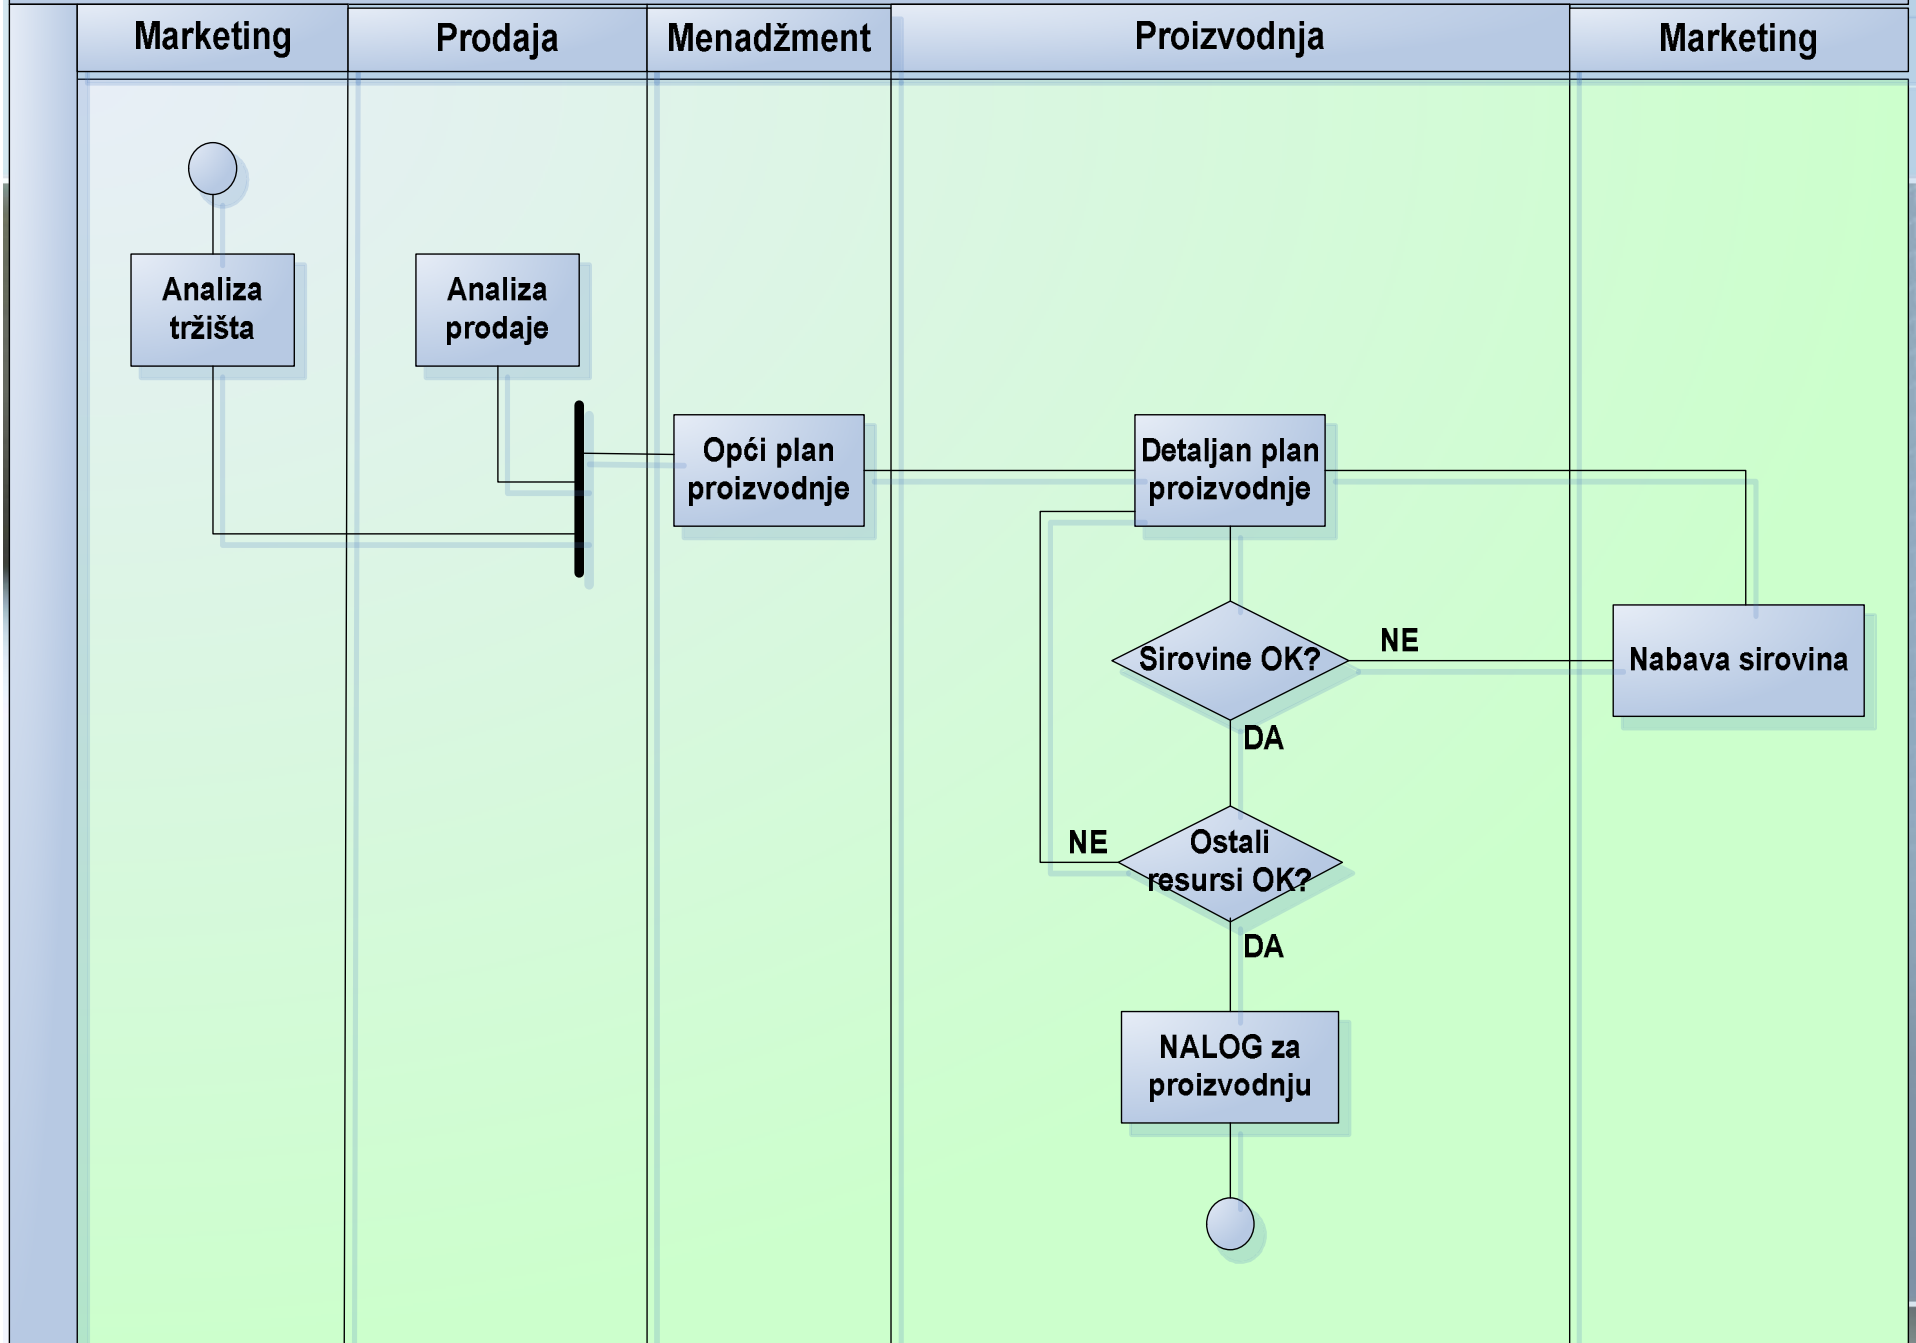 Marketing
Prodaja
Menadžment
Proizvodnja
Marketing
Analiza
tržišta
Analiza
prodaje
Opći plan
proizvodnje
Detaljan plan
proizvodnje
Sirovine OK?
NE
Nabava sirovina
DA
NE
Ostali
resursi OK?
DA
NALOG za
proizvodnju